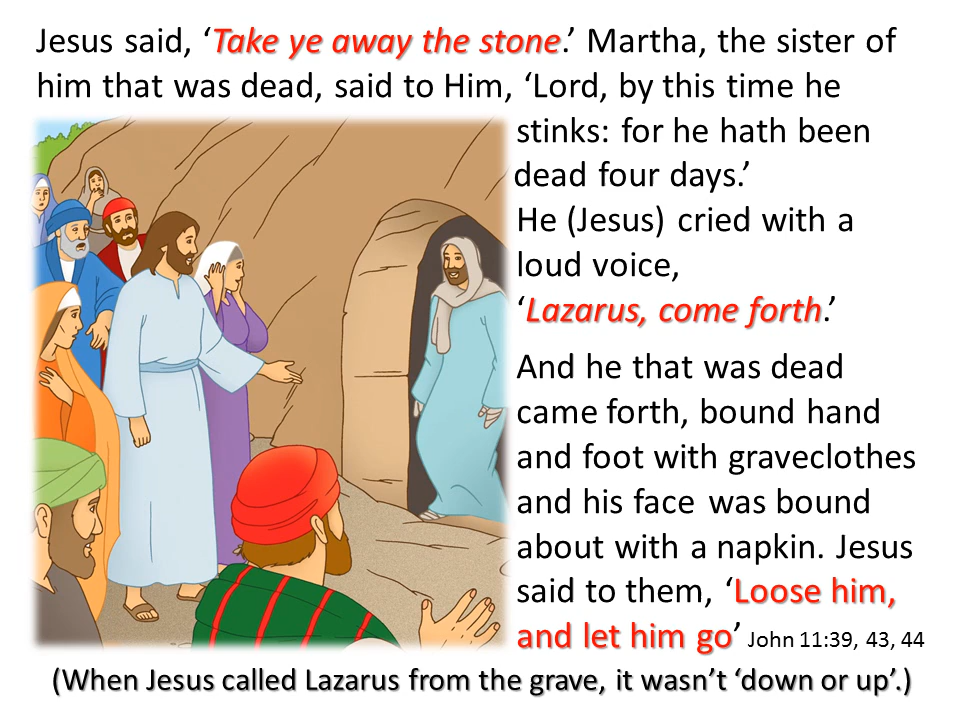 Jesus said, ‘Take ye away the stone.’ Martha, the sister of
him that was dead, said to Him, ‘Lord, by this time he
stinks: for he hath been
dead four days.’
He (Jesus) cried with a
loud voice,
‘Lazarus, come forth.’
And he that was dead
came forth, bound hand
and foot with graveclothes
and his face was bound
about with a napkin. Jesus
said to them, ‘Loose him,
and let him go’ John 11:39, 43, 44
(When Jesus called Lazarus from the grave, it wasn’t ‘down or up’.)